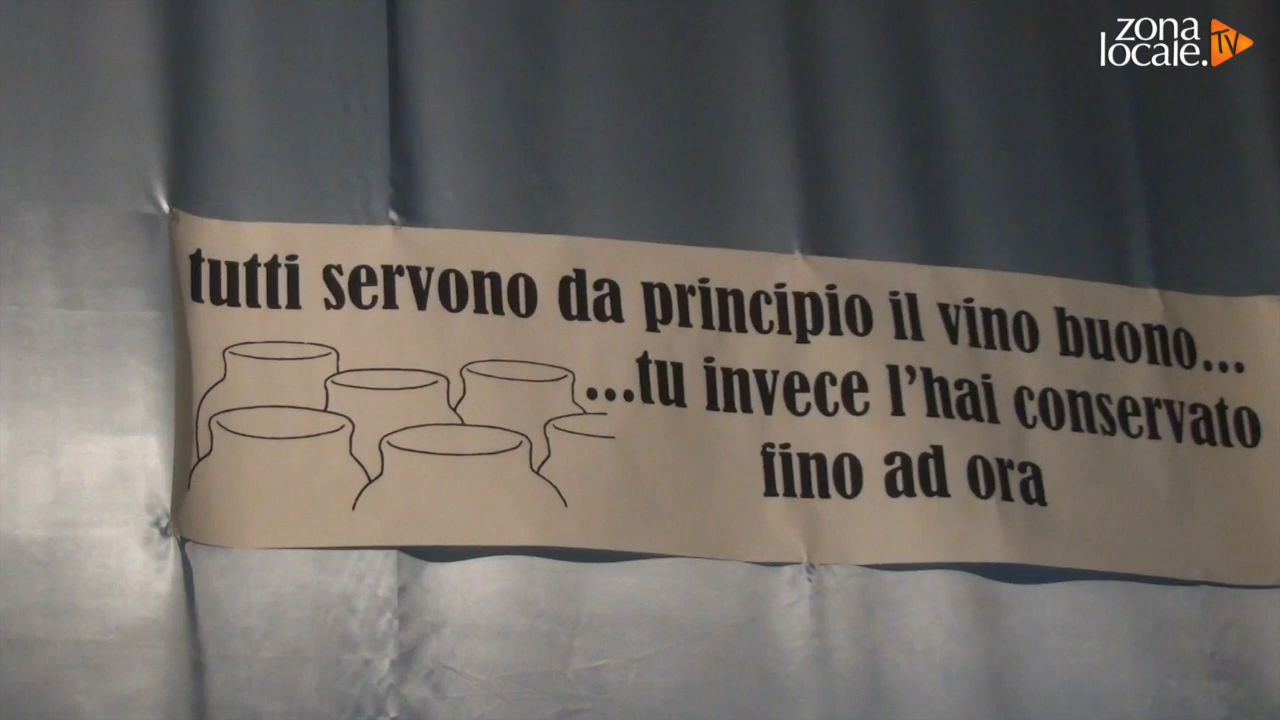 zona
locale.TV
tutti servono da principio il vino buono...
...tu invece l'hai conservato
fino ad ora